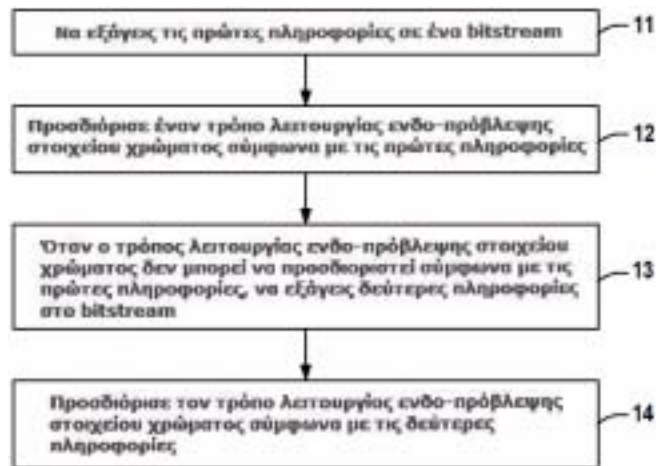 Να εξάγεις τις πρώτες πληροφορίες σε ένα bitstream
11
Προσδιόρισε έναν τρόπο λειτουργίας ενδο-πρόβλεψης
στοιχείου χρώματος σύμφωνα με τις πρώτες πληροφορίες
12
Όταν ο τρόπος λειτουργίας ενδο-πρόβλεψης στοιχείου
χρώματος δεν μπορεί να προσδιοριστεί σύμφωνα με τις
πρώτες πληροφορίες, να εξάγεις δεύτερες πληροφορίες
στο bitstream
13
Προσδιόρισε τον τρόπο λειτουργίας ενδο-πρόβλεψης
στοιχείου χρώματος σύμφωνα με τις δεύτερες
πληροφορίες
14